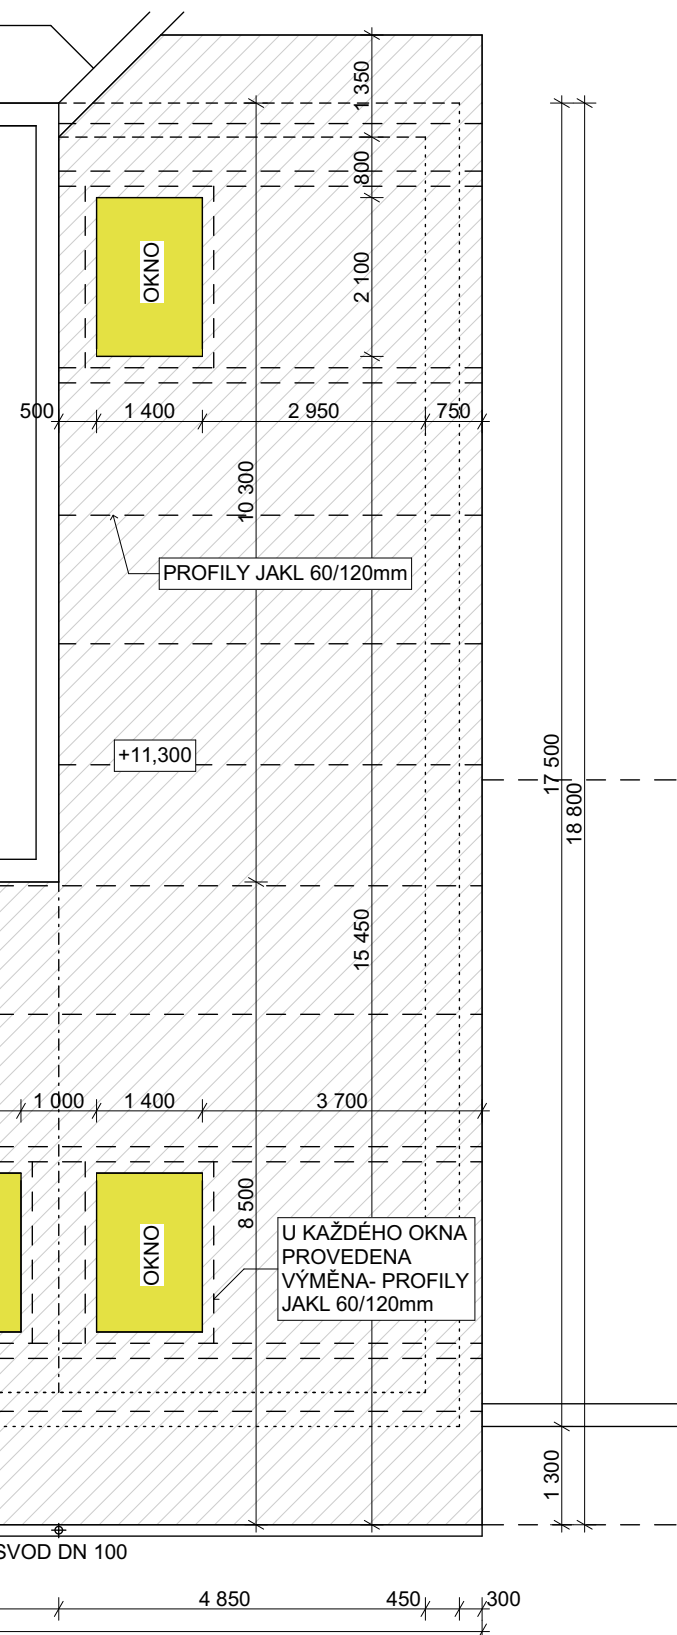 1 350
800
OKNO
2 100
500
1 400
2 950
750
10 300
PROFILY JAKL 60/120mm
+11,300
17 500
18 800
15 450
1 000
1 400
3 700
8 500
OKNO
U KAŽDÉHO OKNA
PROVEDENA
VÝMĚNA- PROFILY
JAKL 60/120mm
1 300
SVOD DN 100
4 850
450
300